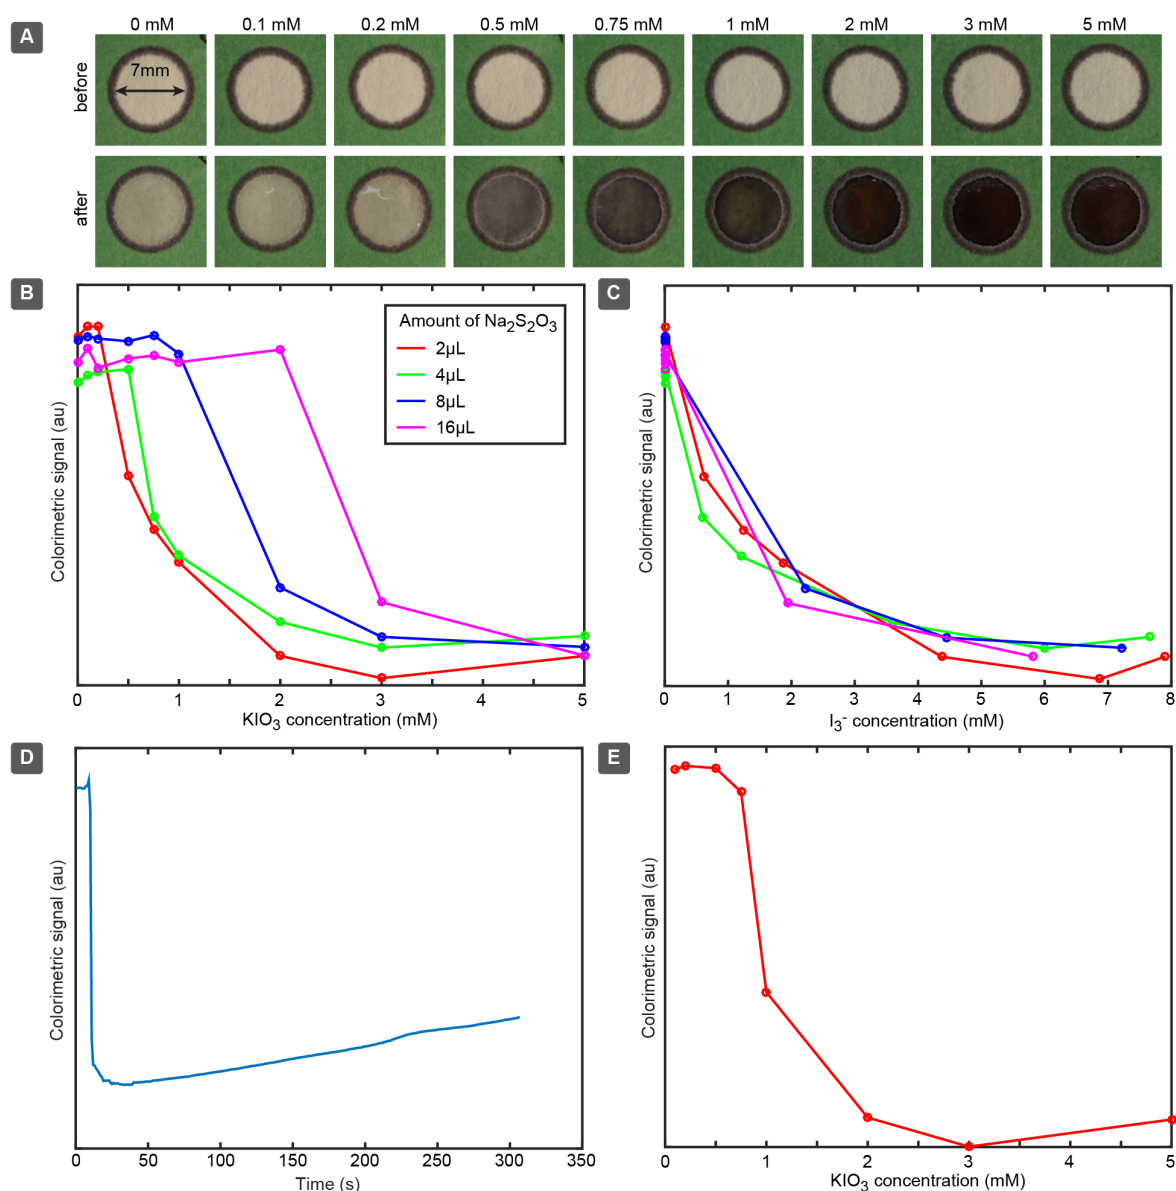 A
0 mM 0.1 mM 0.2 mM 0.5 mM 0.75 mM 1 mM 2 mM 3 mM 5 mM
before
7mm
after
B
Colorimetric signal (au)
Amount of Na2S2O3
2µL
4µL
8µL
16µL
0 1 2 3 4 5
KIO3 concentration (mM)
C
Colorimetric signal (au)
0 1 2 3 4 5 6 7 8
I3- concentration (mM)
D
Colorimetric signal (au)
0 50 100 150 200 250 300 350
Time (s)
E
Colorimetric signal (au)
0 1 2 3 4 5
KIO3 concentration (mM)